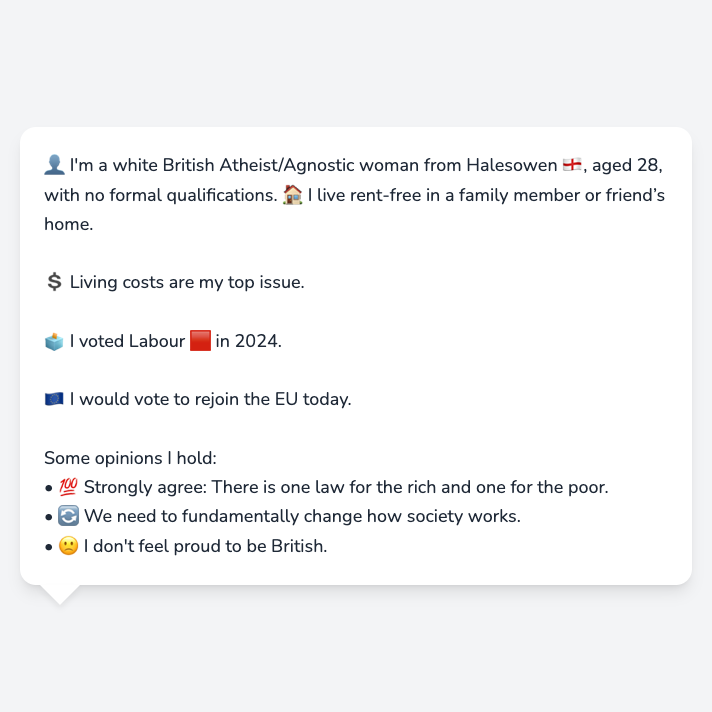 👤 I'm a white British Atheist/Agnostic woman from Halesowen 🏴󠁧󠁢󠁥󠁮󠁧󠁿, aged 28,
with no formal qualifications. 🏠 I live rent-free in a family member or friend’s
home.
💲 Living costs are my top issue.
🗳️ I voted Labour 🟥 in 2024.
🇪🇺 I would vote to rejoin the EU today.
Some opinions I hold:
• 💯 Strongly agree: There is one law for the rich and one for the poor.
• 🔄 We need to fundamentally change how society works.
• 🙁 I don't feel proud to be British.